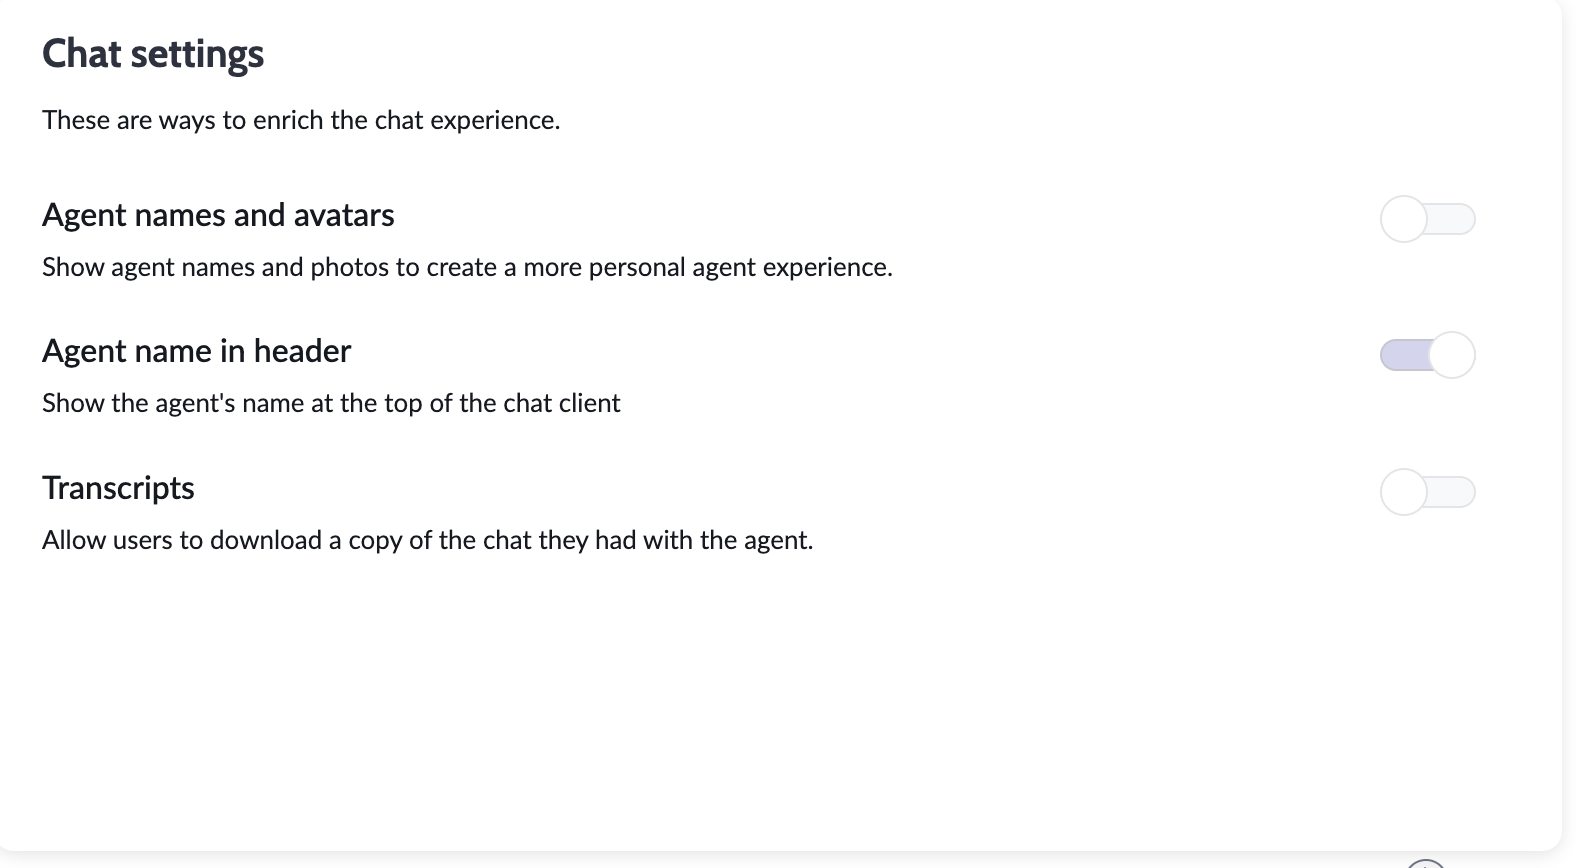 Chat settings
These are ways to enrich the chat experience.
Agent names and avatars
Show agent names and photos to create a more personal agent experience.
Agent name in header
Show the agent's name at the top of the chat client
Transcripts
Allow users to download a copy of the chat they had with the agent.